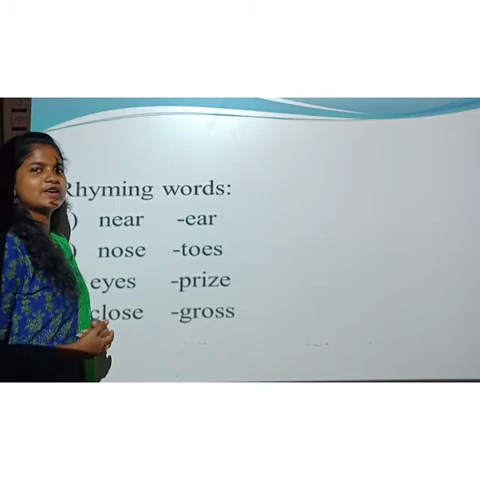 Rhyming words:
) near -ear
) nose -toes
eyes -prize
close -gross